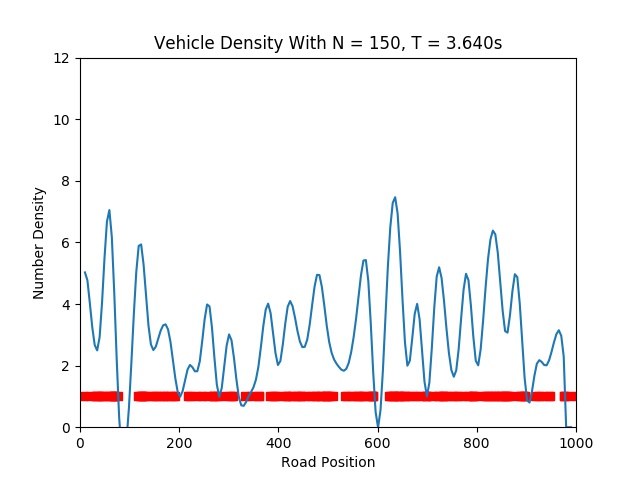 Vehicle Density With N = 150, T = 3.640s
12
10
8
6
4
2
0
Number Density
0 200 400 600 800 1000
Road Position